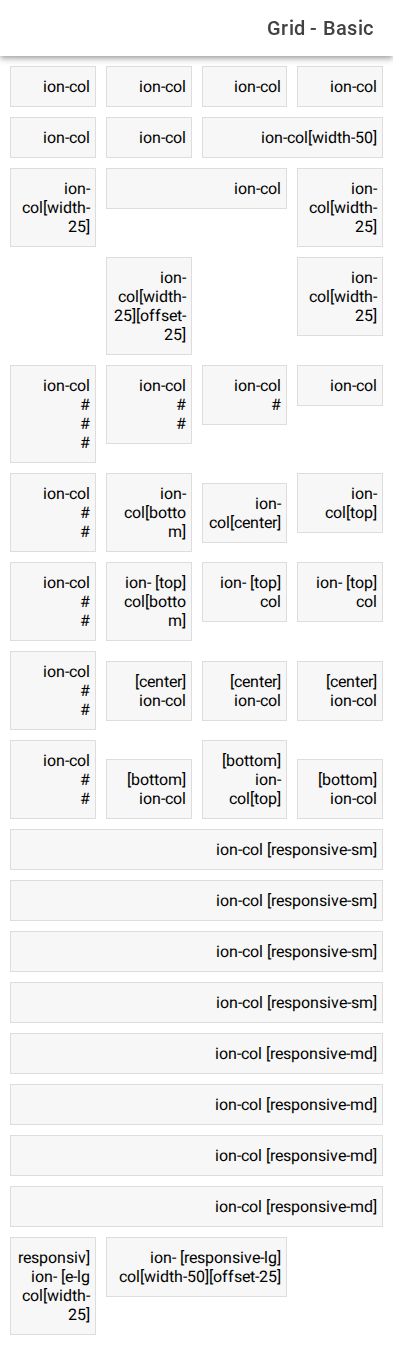 Grid - Basic
ion-col
ion-col
ion-col
ion-col
ion-col
ion-col
ion-col[width-50]
ion-
col[width-
25]
ion-col
ion-
col[width-
25]
ion-
col[width-
25][offset-
25]
ion-
col[width-
25]
ion-col
#
#
#
ion-col
#
#
ion-col
#
ion-col
ion-col
#
#
ion-
col[botto
m]
ion-
col[center]
ion-
col[top]
ion-col
#
#
ion- [top]
col[botto
m]
ion- [top]
col
ion- [top]
col
ion-col
#
#
[center]
ion-col
[center]
ion-col
[center]
ion-col
ion-col
#
#
[bottom]
ion-col
[bottom]
ion-
col[top]
[bottom]
ion-col
ion-col [responsive-sm]
ion-col [responsive-sm]
ion-col [responsive-sm]
ion-col [responsive-sm]
ion-col [responsive-md]
ion-col [responsive-md]
ion-col [responsive-md]
ion-col [responsive-md]
responsiv]
ion- [e-lg
col[width-
25]
ion- [responsive-lg]
col[width-50][offset-25]